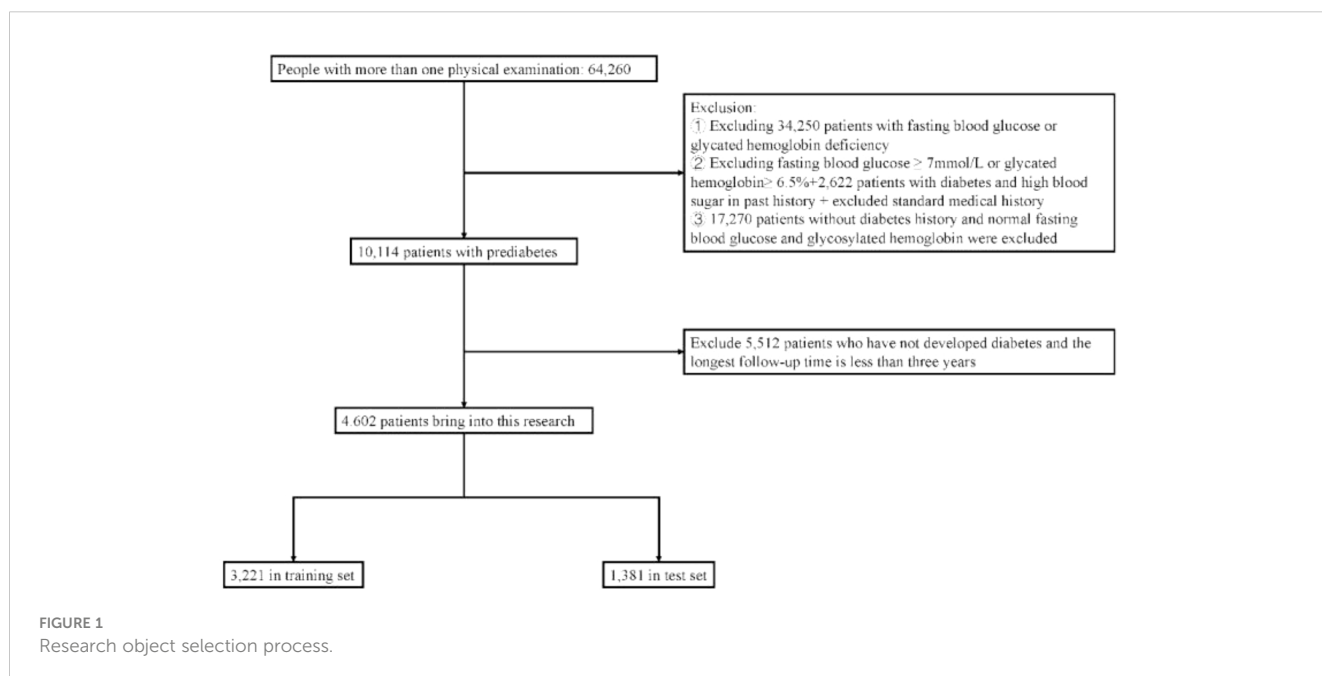 People with more than one physical examination: 64,260
Exclusion:
① Excluding 34,250 patients with fasting blood glucose or
glycated hemoglobin deficiency
② Excluding fasting blood glucose ≥ 7mmol/L or glycated
hemoglobin≥ 6.5%+2,622 patients with diabetes and high blood
sugar in past history + excluded standard medical history
③ 17,270 patients without diabetes history and normal fasting
blood glucose and glycosylated hemoglobin were excluded
10,114 patients with prediabetes
Exclude 5,512 patients who have not developed diabetes and the
longest follow-up time is less than three years
4.602 patients bring into this research
3,221 in training set
1,381 in test set
FIGURE 1
Research object selection process.